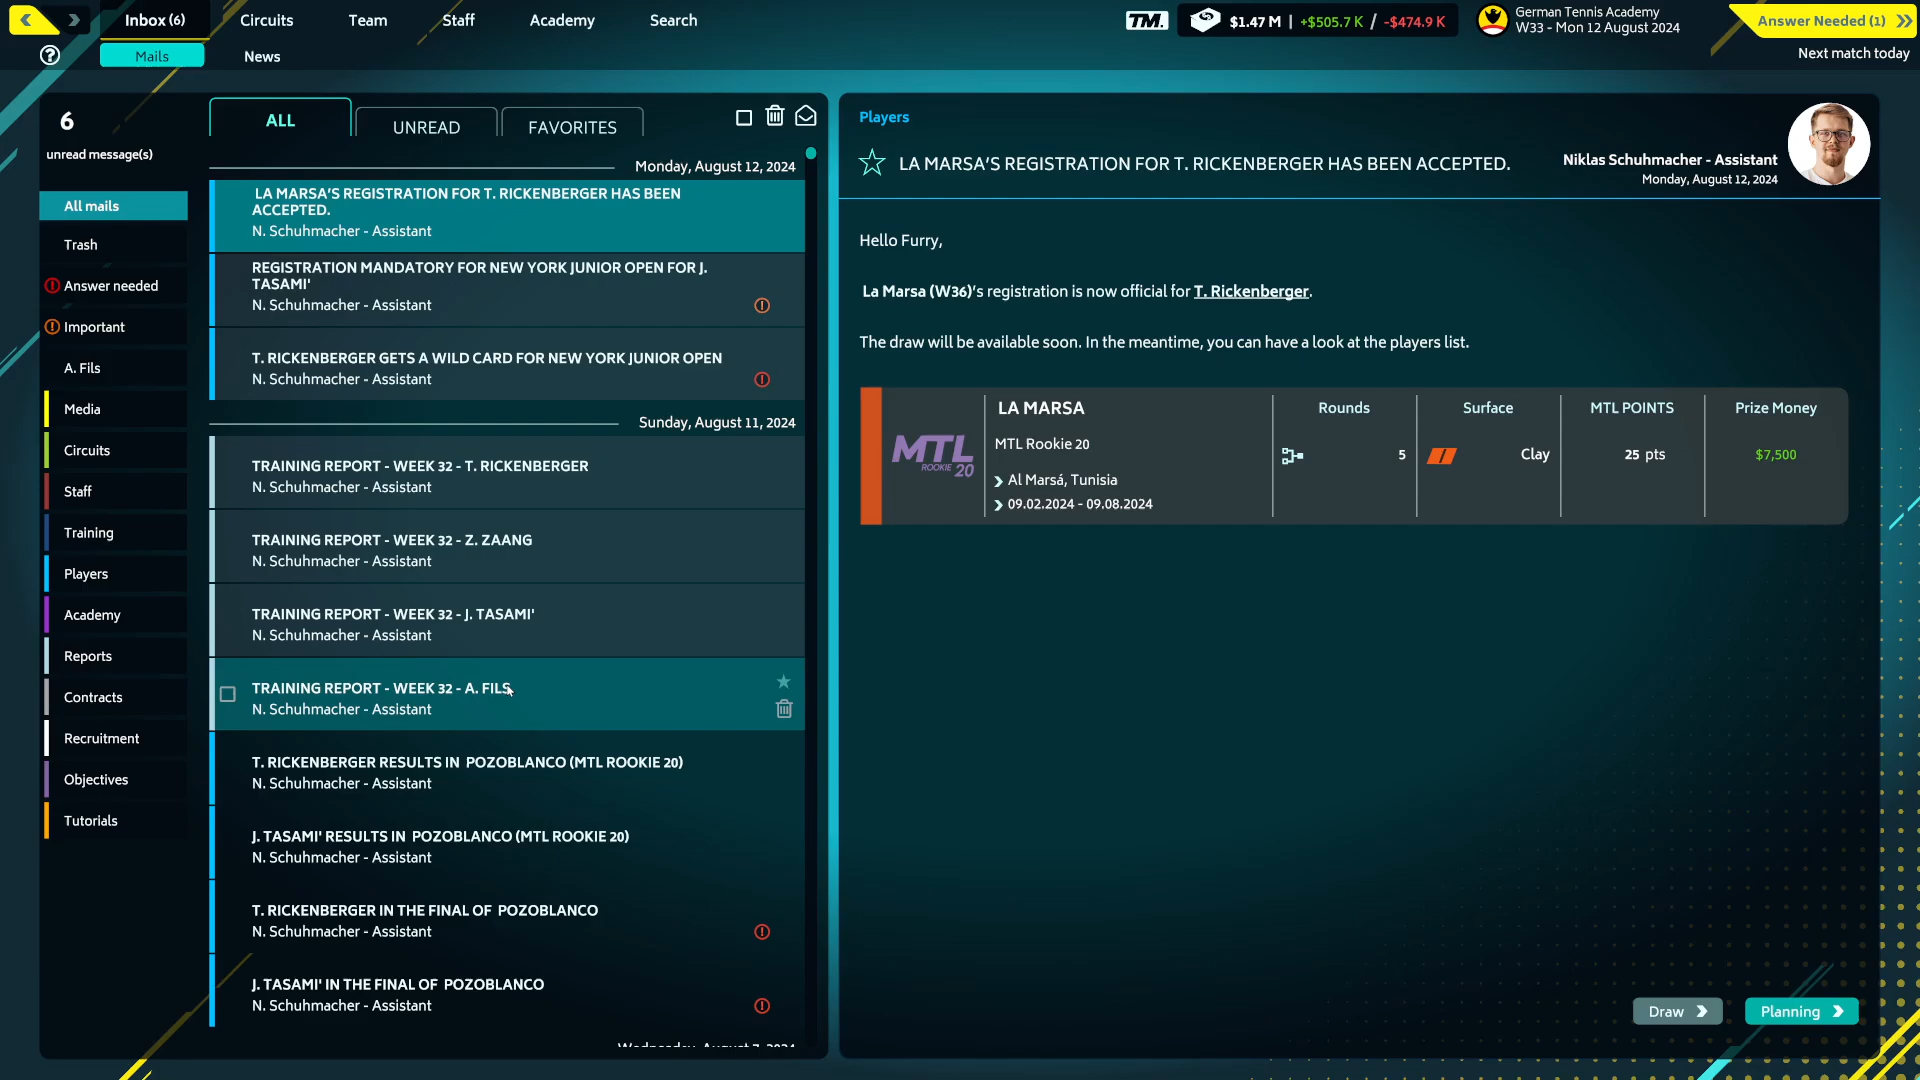 Inbox (6)
Circuits
Team
Staff
Academy
Search
TM.
$1.47 M | +$505.7 K / -$474.9 K
German Tennis Academy
W33 - Mon 12 August 2024
Answer Needed (1)
Mails
News
Next match today
6
unread message(s)
All mails
Trash
Answer needed
Important
A. Fils
Media
Circuits
Staff
Training
Players
Academy
Reports
Contracts
Recruitment
Objectives
Tutorials
ALL
UNREAD
FAVORITES
Monday, August 12, 2024
LA MARSA'S REGISTRATION FOR T. RICKENBERGER HAS BEEN
ACCEPTED.
N. Schuhmacher - Assistant
REGISTRATION MANDATORY FOR NEW YORK JUNIOR OPEN FOR J.
TASAMI'
N. Schuhmacher - Assistant
T. RICKENBERGER GETS A WILD CARD FOR NEW YORK JUNIOR OPEN
N. Schuhmacher - Assistant
Sunday, August 11, 2024
TRAINING REPORT - WEEK 32 - T. RICKENBERGER
N. Schuhmacher - Assistant
TRAINING REPORT - WEEK 32 - Z. ZAANG
N. Schuhmacher - Assistant
TRAINING REPORT - WEEK 32 - J. TASAMI'
N. Schuhmacher - Assistant
TRAINING REPORT - WEEK 32 - A. FILS
N. Schuhmacher - Assistant
T. RICKENBERGER RESULTS IN POZOBLANCO (MTL ROOKIE 20)
N. Schuhmacher - Assistant
J. TASAMI' RESULTS IN POZOBLANCO (MTL ROOKIE 20)
N. Schuhmacher - Assistant
T. RICKENBERGER IN THE FINAL OF POZOBLANCO
N. Schuhmacher - Assistant
J. TASAMI' IN THE FINAL OF POZOBLANCO
N. Schuhmacher - Assistant
Wednesday, August 7, 2024
Players
LA MARSA'S REGISTRATION FOR T. RICKENBERGER HAS BEEN ACCEPTED.
Niklas Schuhmacher - Assistant
Monday, August 12, 2024
Hello Furry,
La Marsa (W36)'s registration is now official for T. Rickenberger.
The draw will be available soon. In the meantime, you can have a look at the players list.
MTL
ROOKIE 20
LA MARSA
MTL Rookie 20
Al Marsá, Tunisia
09.02.2024 - 09.08.2024
Rounds
5
Surface
Clay
MTL POINTS
25 pts
Prize Money
$7,500
Draw
Planning